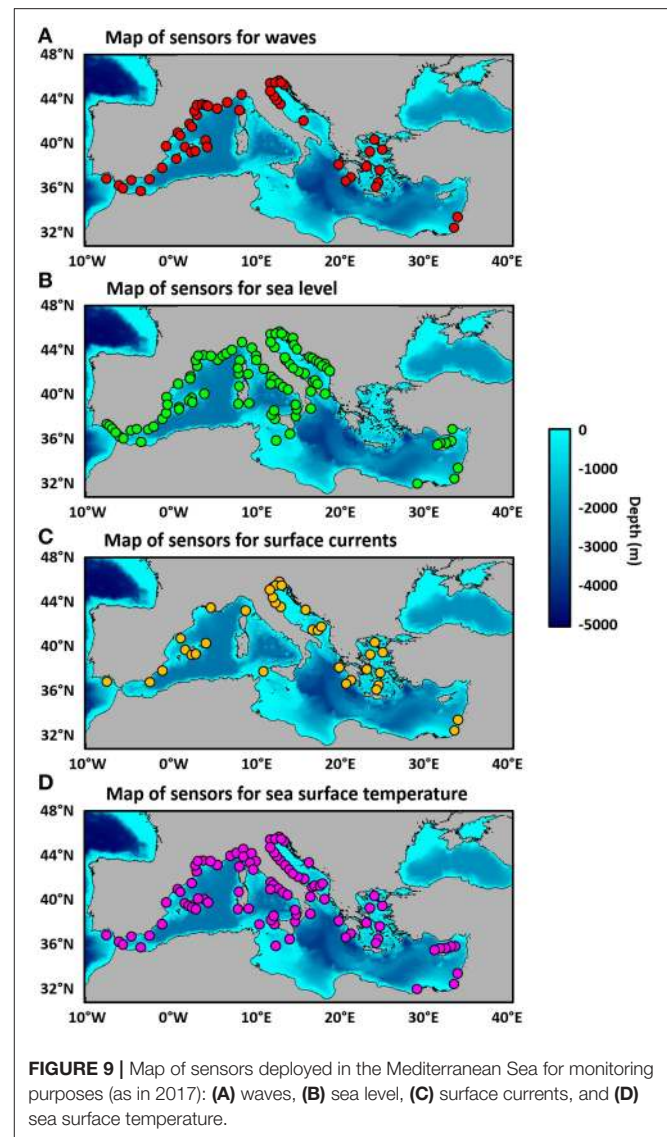 A Map of sensors for waves
48°N
44°N
40°N
36°N
32°N
10°W 0°W 10°E 20°E 30°E 40°E
B Map of sensors for sea level
48°N
44°N
40°N
36°N
32°N
10°W 0°W 10°E 20°E 30°E 40°E
0
-1000
-2000
-3000
-4000
-5000
Depth (m)
C Map of sensors for surface currents
48°N
44°N
40°N
36°N
32°N
10°W 0°W 10°E 20°E 30°E 40°E
D Map of sensors for sea surface temperature
48°N
44°N
40°N
36°N
32°N
10°W 0°W 10°E 20°E 30°E 40°E
FIGURE 9 | Map of sensors deployed in the Mediterranean Sea for monitoring
purposes (as in 2017): (A) waves, (B) sea level, (C) surface currents, and (D)
sea surface temperature.